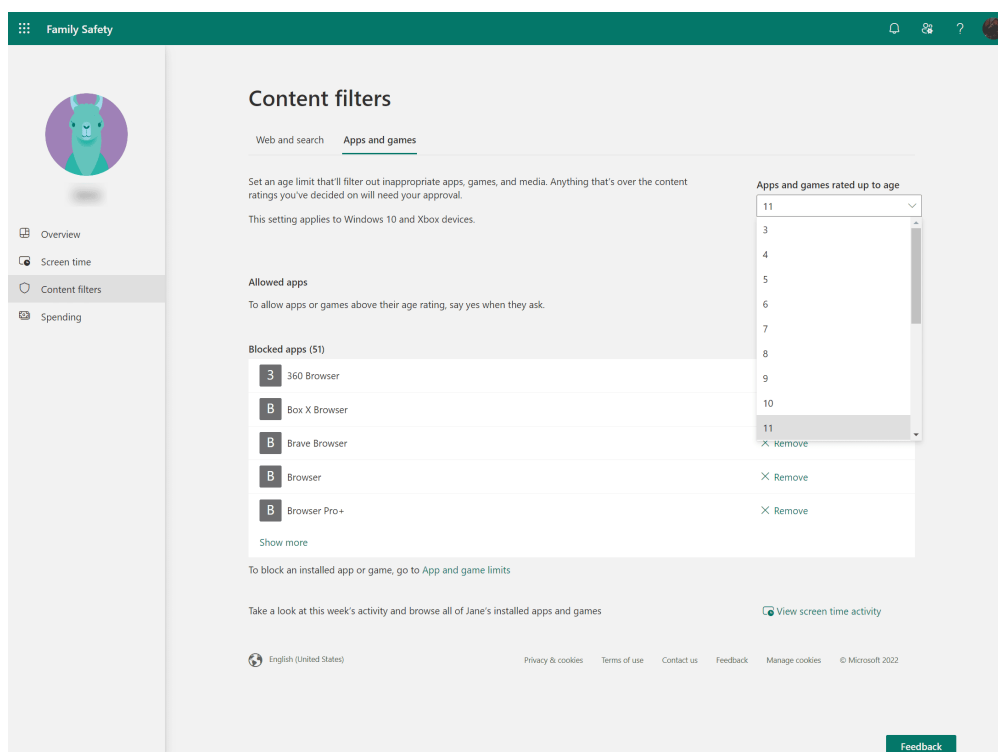 Family Safety
?
Content filters
Web and search
Apps and games
Set an age limit that'll filter out inappropriate apps, games, and media. Anything that's over the content
ratings you've decided on will need your approval.
This setting applies to Windows 10 and Xbox devices.
Apps and games rated up to age
11
3
4
5
6
7
8
9
10
11
Overview
Screen time
Content filters
Spending
Allowed apps
To allow apps or games above their age rating, say yes when they ask.
Blocked apps (51)
3 360 Browser
B Box X Browser
B Brave Browser
Remove
B Browser
Remove
B Browser Pro+
Remove
Show more
To block an installed app or game, go to App and game limits
Take a look at this week's activity and browse all of Jane's installed apps and games
View screen time activity
English (United States)
Privacy & cookies
Terms of use
Contact us
Feedback
Manage cookies
© Microsoft 2022
Feedback